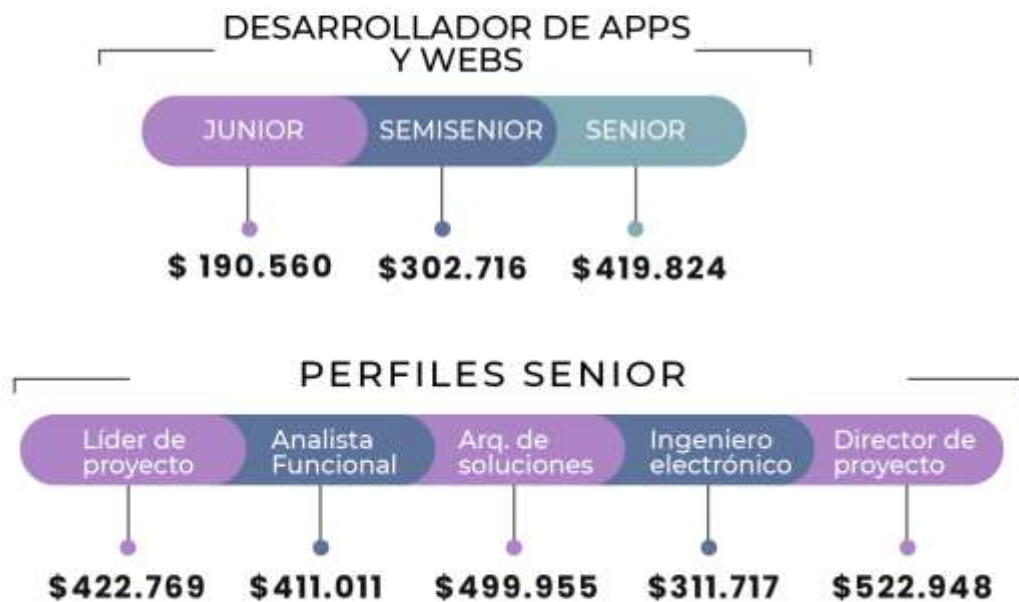 DESARROLLADOR DE APPS
Y WEBS
JUNIOR
SEMISENIOR
SENIOR
$ 190.560
$302.716
$419.824
PERFILES SENIOR
Líder de
proyecto
Analista
Funcional
Arq. de
soluciones
Ingeniero
electrónico
Director de
proyecto
$422.769
$411.011
$499.955
$311.717
$522.948